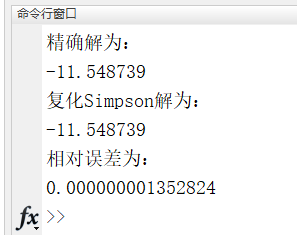 命令行窗口
精确解为:
-11.548739
复化Simpson解为:
-11.548739
相对误差为:
0.000000001352824
fx >>